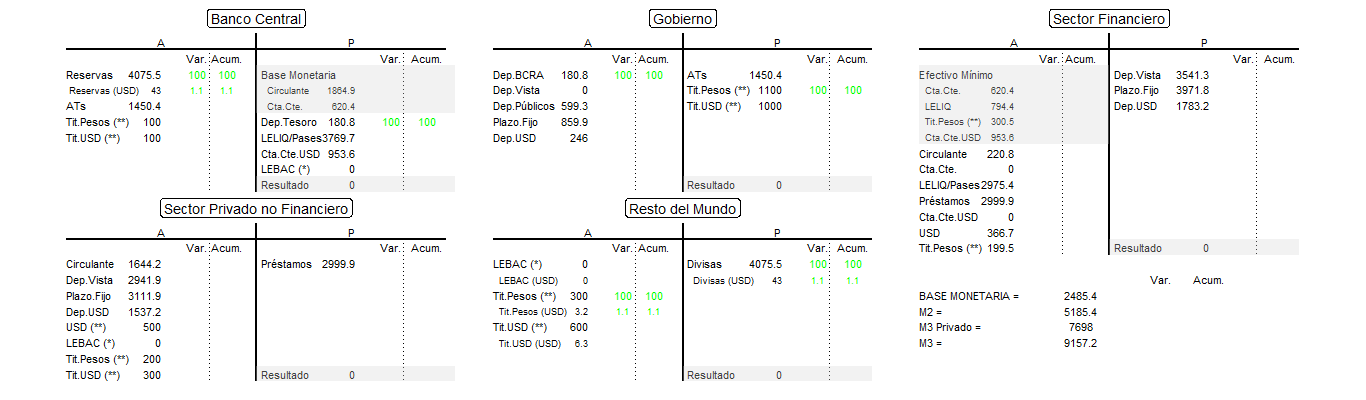 Banco Central
A P
Var. Acum. Var. Acum.
Reservas 4075.5 100 100 Base Monetaria
Reservas (USD) 43 1.1 1.1 Circulante 1864.9
ATs 1450.4 Cta.Cte. 620.4
Tit.Pesos (**) 100 Dep.Tesoro 180.8 100 100
Tit.USD (**) 100 LELIQ/Pases 3769.7
Cta.Cte.USD 953.6
LEBAC (*) 0
Resultado 0
Gobierno
A P
Var. Acum. Var. Acum.
Dep.BCRA 180.8 100 100 ATs 1450.4
Dep.Vista 0 Tit.Pesos (**) 1100 100 100
Dep.Públicos 599.3 Tit.USD (**) 1000
Plazo.Fijo 859.9
Dep.USD 246
Resultado 0
Sector Financiero
A P
Var. Acum. Var. Acum.
Efectivo Mínimo Dep.Vista 3541.3
Cta.Cte. 620.4 Plazo.Fijo 3971.8
LELIQ 794.4 Dep.USD 1783.2
Tit.Pesos (**) 300.5
Cta.Cte.USD 953.6
Circulante 220.8
Cta.Cte. 0
LELIQ/Pases 2975.4
Préstamos 2999.9
Cta.Cte.USD 0
USD 366.7
Tit.Pesos (**) 199.5 Resultado 0
Sector Privado no Financiero
A P
Var. Acum. Var. Acum.
Circulante 1644.2 Préstamos 2999.9
Dep.Vista 2941.9
Plazo.Fijo 3111.9
Dep.USD 1537.2
USD (**) 500
LEBAC (*) 0
Tit.Pesos (**) 200
Tit.USD (**) 300 Resultado 0
Resto del Mundo
A P
Var. Acum. Var. Acum.
LEBAC (*) 0 Divisas 4075.5 100 100
LEBAC (USD) 0 Divisas (USD) 43 1.1 1.1
Tit.Pesos (**) 300 100 100
Tit.Pesos (USD) 3.2 1.1 1.1
Tit.USD (**) 600
Tit.USD (USD) 6.3
Resultado 0
Var. Acum.
BASE MONETARIA = 2485.4
M2 = 5185.4
M3 Privado = 7698
M3 = 9157.2